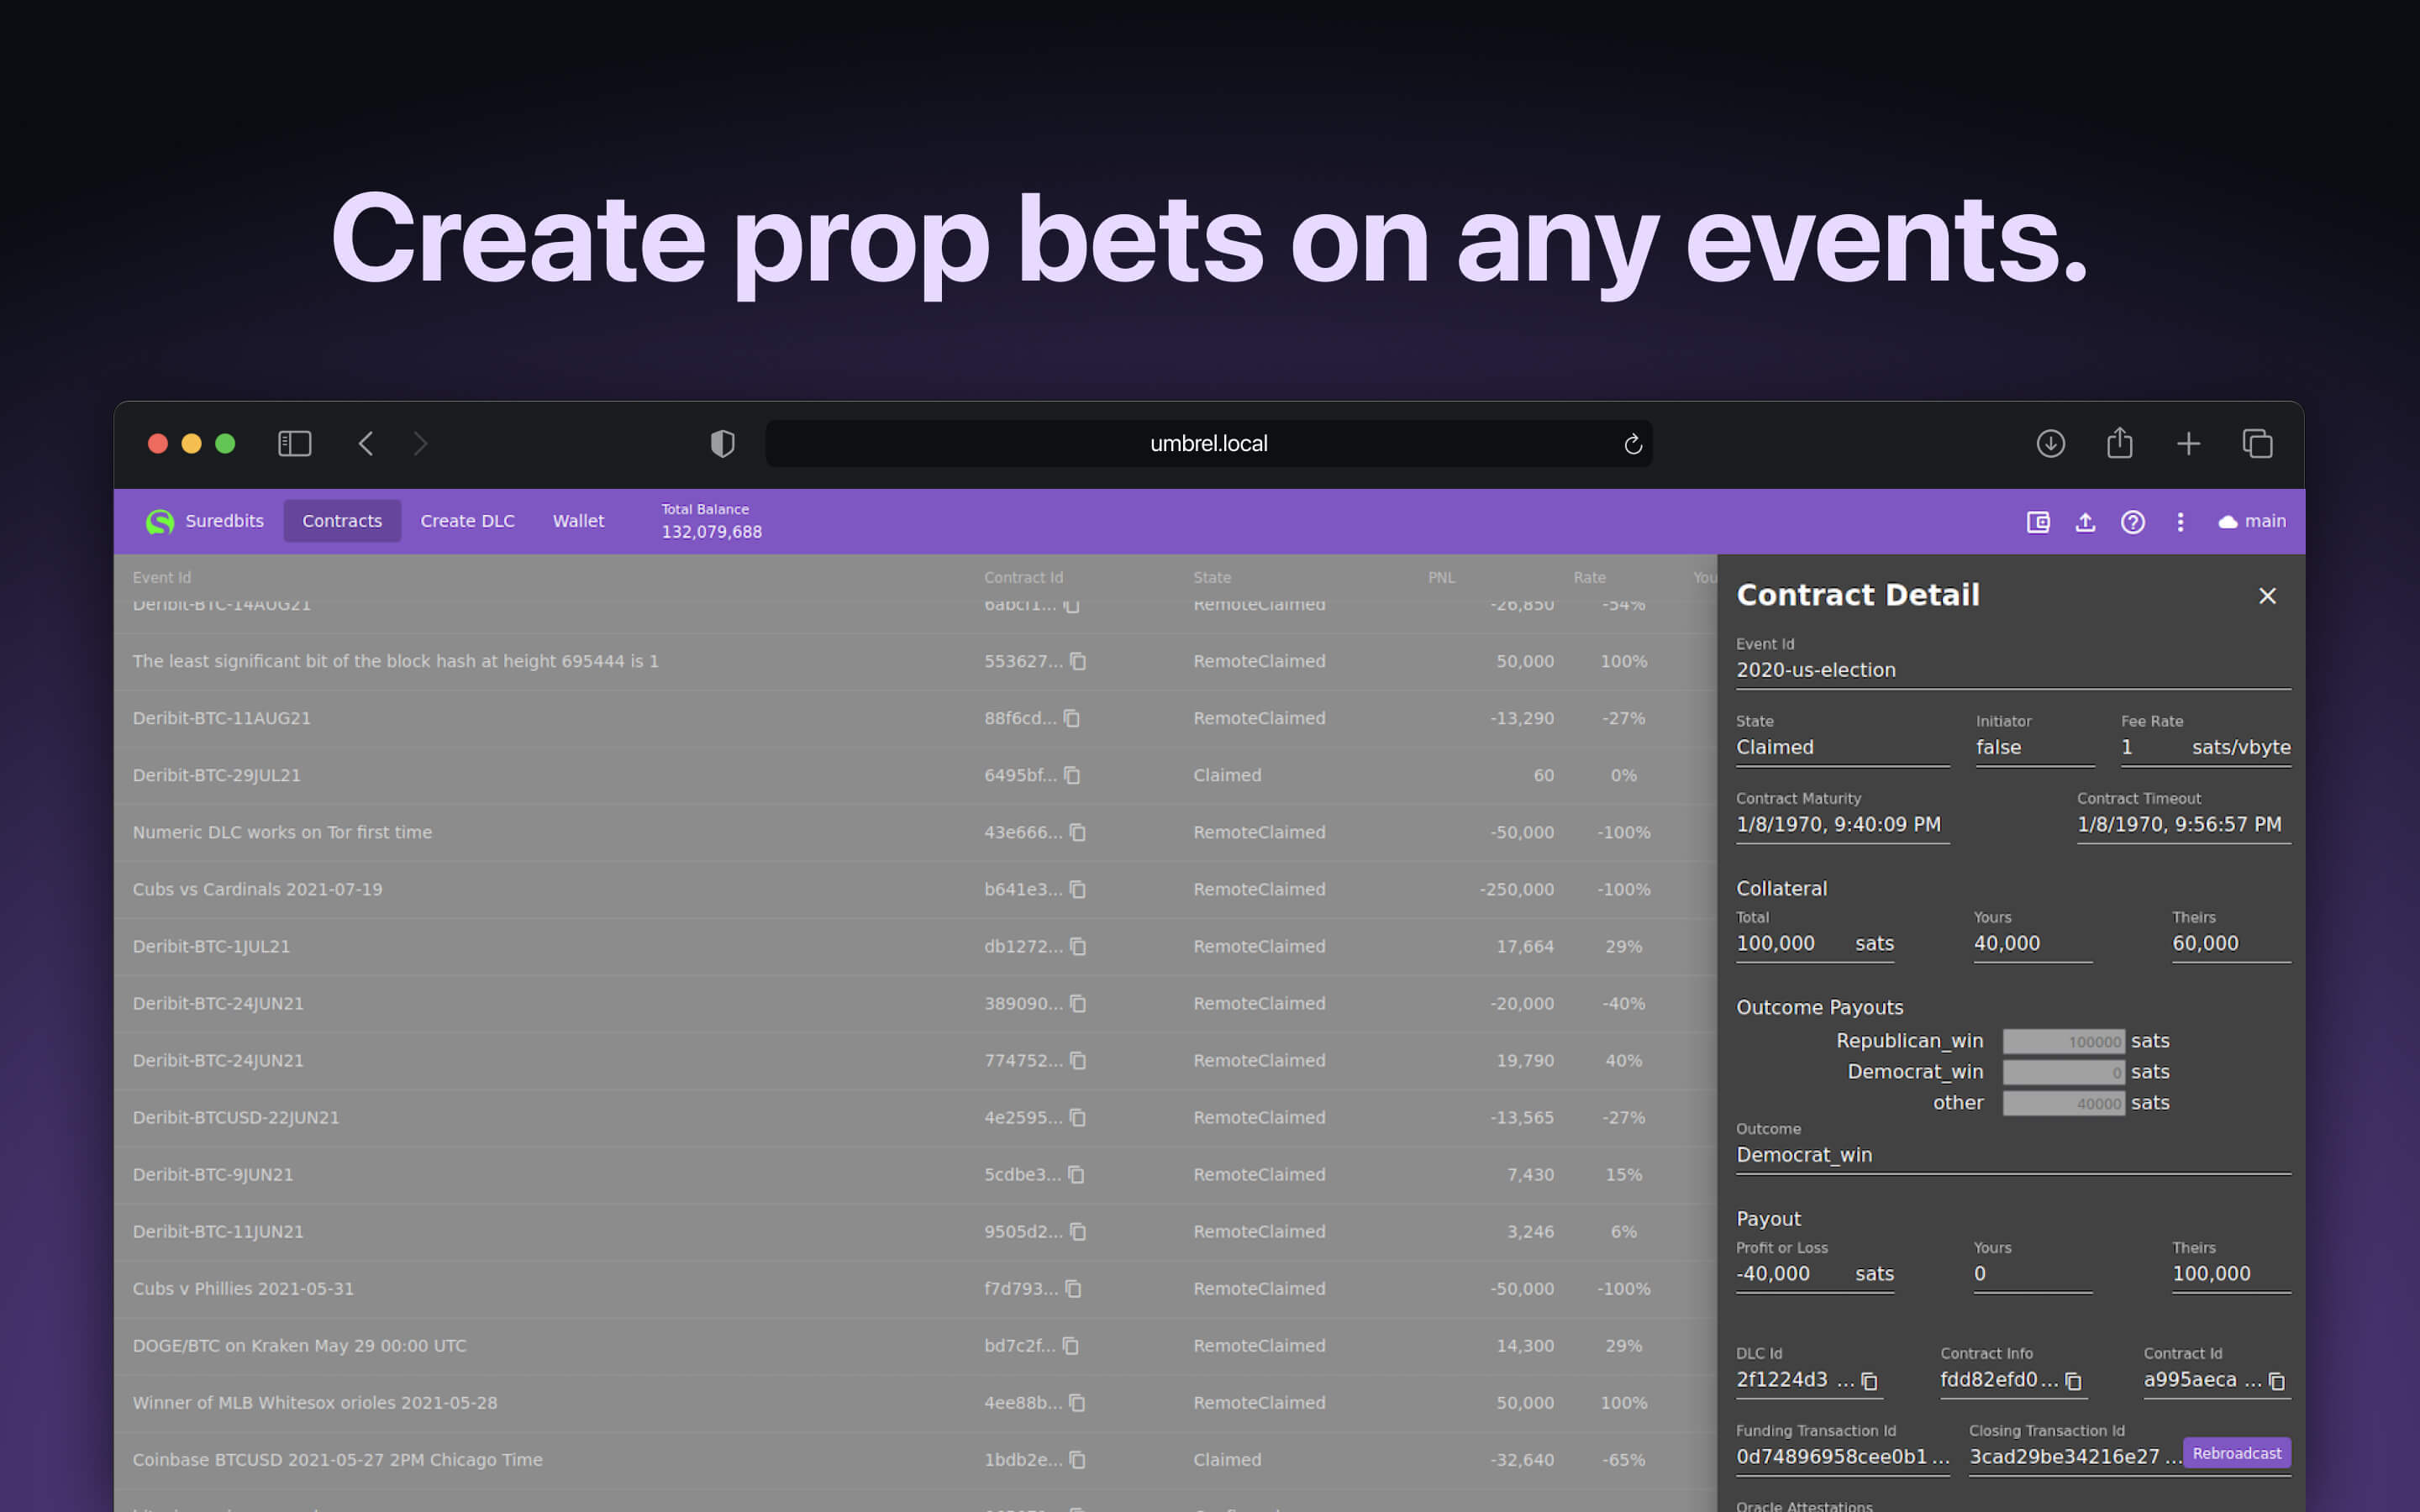 Create prop bets on any events.
umbrel.local
Suredbits Contracts Create DLC Wallet Total Balance 132,079,688 main
Event Id Contract Id State PNL Rate You
Deribit-BTC-14AUG21 6abcf1... RemoteClaimed -26,850 -54%
The least significant bit of the block hash at height 695444 is 1 553627... RemoteClaimed 50,000 100%
Deribit-BTC-11AUG21 88f6cd... RemoteClaimed -13,290 -27%
Deribit-BTC-29JUL21 6495bf... Claimed 60 0%
Numeric DLC works on Tor first time 43e666... RemoteClaimed -50,000 -100%
Cubs vs Cardinals 2021-07-19 b641e3... RemoteClaimed -250,000 -100%
Deribit-BTC-1JUL21 db1272... RemoteClaimed 17,664 29%
Deribit-BTC-24JUN21 389090... RemoteClaimed -20,000 -40%
Deribit-BTC-24JUN21 774752... RemoteClaimed 19,790 40%
Deribit-BTCUSD-22JUN21 4e2595... RemoteClaimed -13,565 -27%
Deribit-BTC-9JUN21 5cdbe3... RemoteClaimed 7,430 15%
Deribit-BTC-11JUN21 9505d2... RemoteClaimed 3,246 6%
Cubs v Phillies 2021-05-31 f7d793... RemoteClaimed -50,000 -100%
DOGE/BTC on Kraken May 29 00:00 UTC bd7c2f... RemoteClaimed 14,300 29%
Winner of MLB Whitesox orioles 2021-05-28 4ee88b... RemoteClaimed 50,000 100%
Coinbase BTCUSD 2021-05-27 2PM Chicago Time 1bdb2e... Claimed -32,640 -65%
Contract Detail
Event Id
2020-us-election
State Initiator Fee Rate
Claimed false 1 sats/vbyte
Contract Maturity Contract Timeout
1/8/1970, 9:40:09 PM 1/8/1970, 9:56:57 PM
Collateral
Total Yours Theirs
100,000 sats 40,000 60,000
Outcome Payouts
Republican_win 100000 sats
Democrat_win 0 sats
other 40000 sats
Outcome
Democrat_win
Payout
Profit or Loss Yours Theirs
-40,000 sats 0 100,000
DLC Id Contract Info Contract Id
2f1224d3 ... fdd82efd0... a995aeca ...
Funding Transaction Id Closing Transaction Id
0d74896958cee0b1... 3cad29be34216e27 ... Rebroadcast
Oracle Attestations